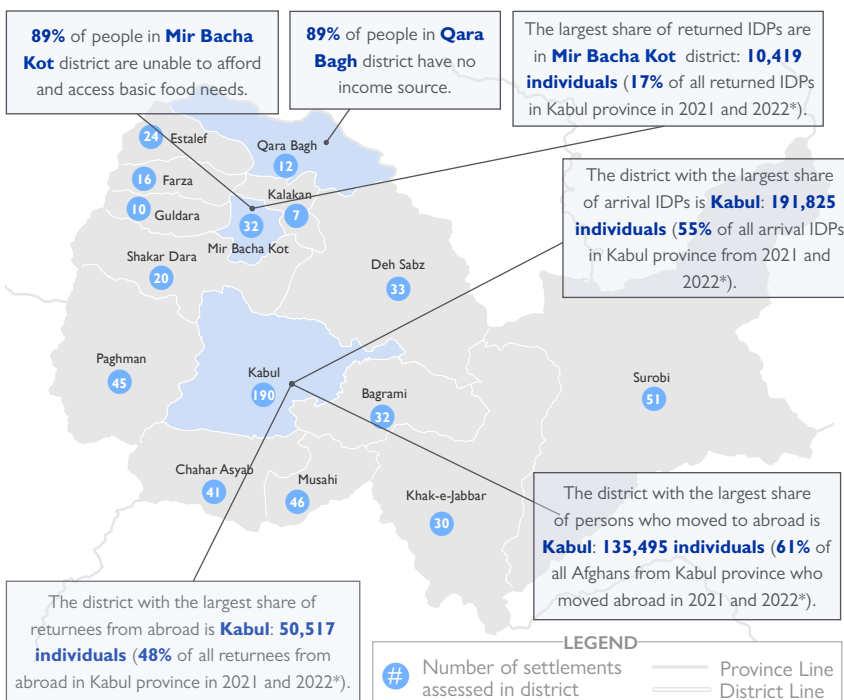 89% of people in Mir Bacha
Kot district are unable to afford
and access basic food needs.
89% of people in Qara
Bagh district have no
income source.
The largest share of returned IDPs are
in Mir Bacha Kot district: 10,419
individuals (17% of all returned IDPs
in Kabul province in 2021 and 2022*).
The district with the largest share
of arrival IDPs is Kabul: 191,825
individuals (55% of all arrival IDPs
in Kabul province from 2021 and
2022*).
24 Estalef
Qara Bagh
12
16 Farza
Kalakan
7
10 Guldara
32
Mir Bacha Kot
Shakar Dara
20
Deh Sabz
33
Paghman
45
Kabul
190
Bagrami
32
Surobi
51
Chahar Asyab
41
Musahi
46
Khak-e-Jabbar
30
The district with the largest share
of persons who moved to abroad is
Kabul: 135,495 individuals (61% of
all Afghans from Kabul province who
moved abroad in 2021 and 2022*).
The district with the largest share of
returnees from abroad is Kabul: 50,517
individuals (48% of all returnees from
abroad in Kabul province in 2021 and 2022*).
LEGEND
# Number of settlements
assessed in district
Province Line
District Line